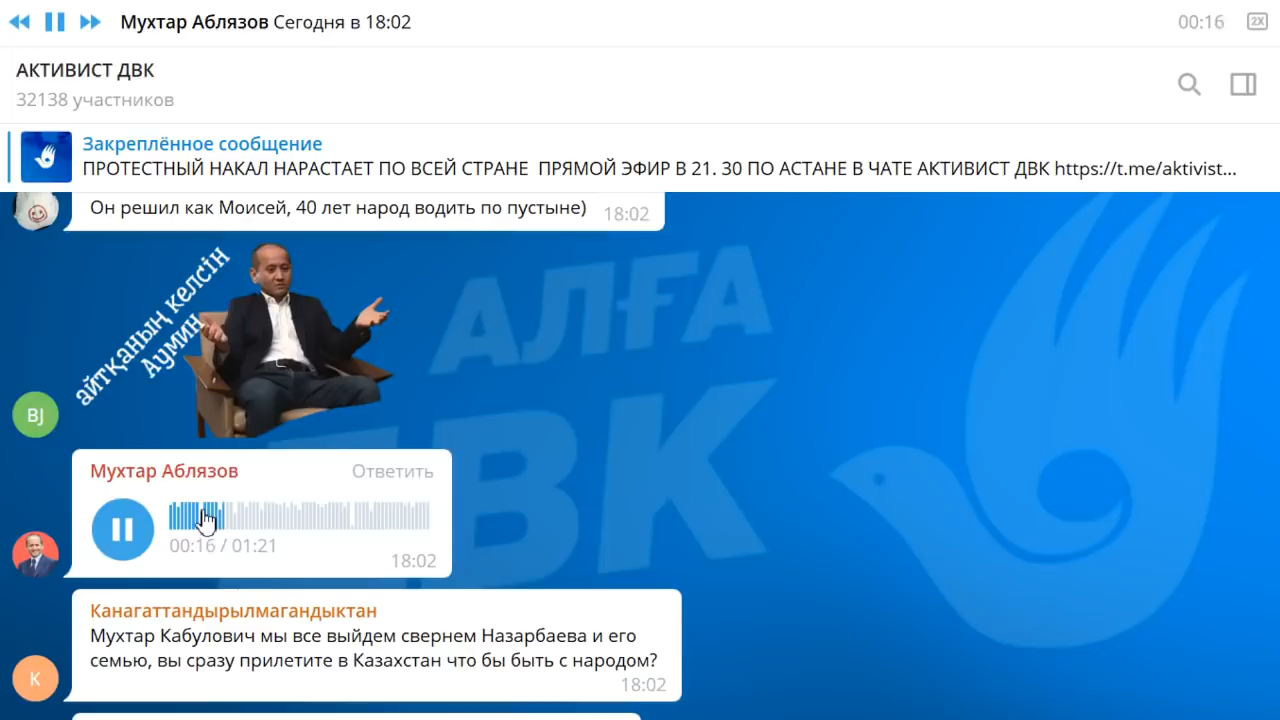 Мухтар Аблязов Сегодня в 18:02
00:16
2X
АКТИВИСТ ДВК
32138 участников
Закреплённое сообщение
ПРОТЕСТНЫЙ НАКАЛ НАРАСТАЕТ ПО ВСЕЙ СТРАНЕ ПРЯМОЙ ЭФИР В 21. 30 ПО АСТАНЕ В ЧАТЕ АКТИВИСТ ДВК https://t.me/aktivist...
Он решил как Моисей, 40 лет народ водить по пустыне)
18:02
айтқаның келсін
Аумин
АЛҒА
ДВК
BJ
Мухтар Аблязов
Ответить
00:16 / 01:21
18:02
Канагаттандырылмагандыктан
Мухтар Кабулович мы все выйдем свернем Назарбаева и его
семью, вы сразу прилетите в Казахстан что бы быть с народом?
18:02
К